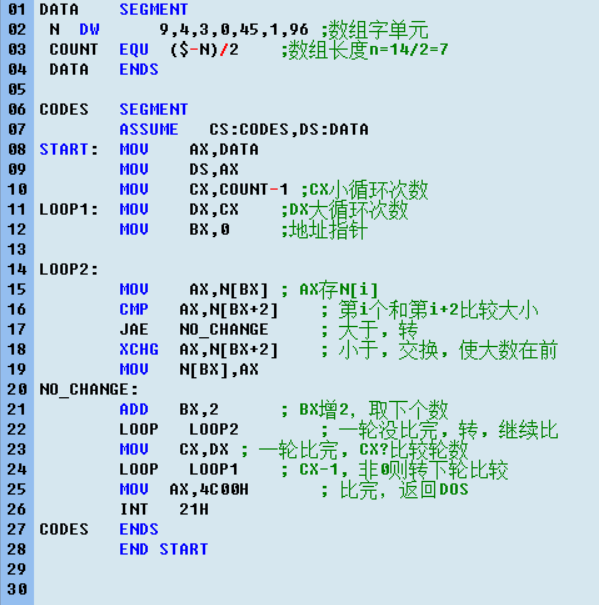 01 DATA SEGMENT
02 N DW 9,4,3,0,45,1,96 ;数组字单元
03 COUNT EQU ($-N)/2 ;数组长度n=14/2=7
04 DATA ENDS
05
06 CODES SEGMENT
07 ASSUME CS:CODES,DS:DATA
08 START: MOV AX,DATA
09 MOV DS,AX
10 MOV CX,COUNT-1 ;CX小循环次数
11 LOOP1: MOV DX,CX ;DX大循环次数
12 MOV BX,0 ;地址指针
13
14 LOOP2:
15 MOV AX,N[BX] ; AX存N[i]
16 CMP AX,N[BX+2] ; 第i个和第i+2比较大小
17 JAE NO_CHANGE ; 大于，转
18 XCHG AX,N[BX+2] ; 小于，交换，使大数在前
19 MOV N[BX],AX
20 NO_CHANGE:
21 ADD BX,2 ; BX增2，取下个数
22 LOOP LOOP2 ; 一轮没比完，转，继续比
23 MOV CX,DX ; 一轮比完，CX?比较轮数
24 LOOP LOOP1 ; CX-1，非0则转下轮比较
25 MOV AX,4C00H ; 比完，返回DOS
26 INT 21H
27 CODES ENDS
28 END START
29
30